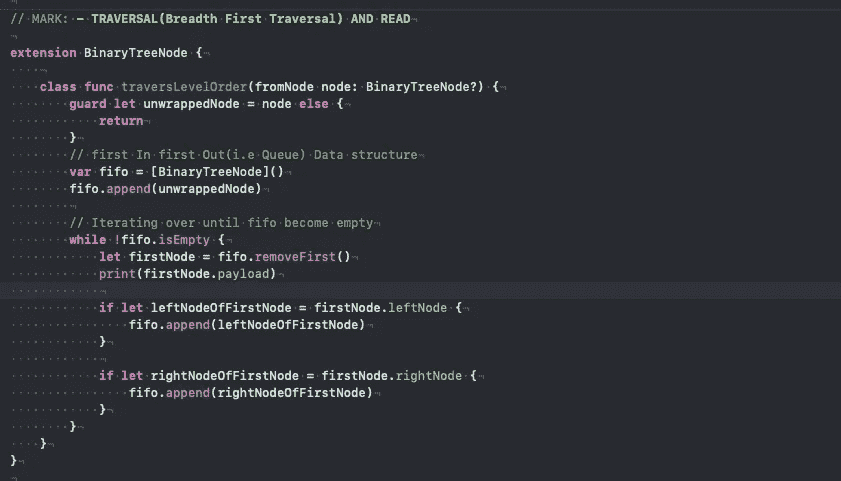 // MARK: - TRAVERSAL(Breadth First Traversal) AND READ
extension BinaryTreeNode {
class func traversLevelOrder(fromNode node: BinaryTreeNode?) {
guard let unwrappedNode = node else {
return
}
// first In first Out(i.e Queue) Data structure
var fifo = [BinaryTreeNode]()
fifo.append(unwrappedNode)
// Iterating over until fifo become empty
while !fifo.isEmpty {
let firstNode = fifo.removeFirst()
print(firstNode.payload)
if let leftNodeOfFirstNode = firstNode.leftNode {
fifo.append(leftNodeOfFirstNode)
}
if let rightNodeOfFirstNode = firstNode.rightNode {
fifo.append(rightNodeOfFirstNode)
}
}
}
}